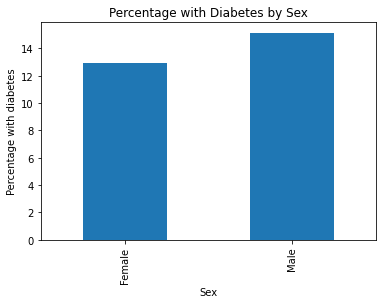 Percentage with Diabetes by Sex
Percentage with diabetes
14
12
10
8
6
4
2
0
Female
Male
Sex